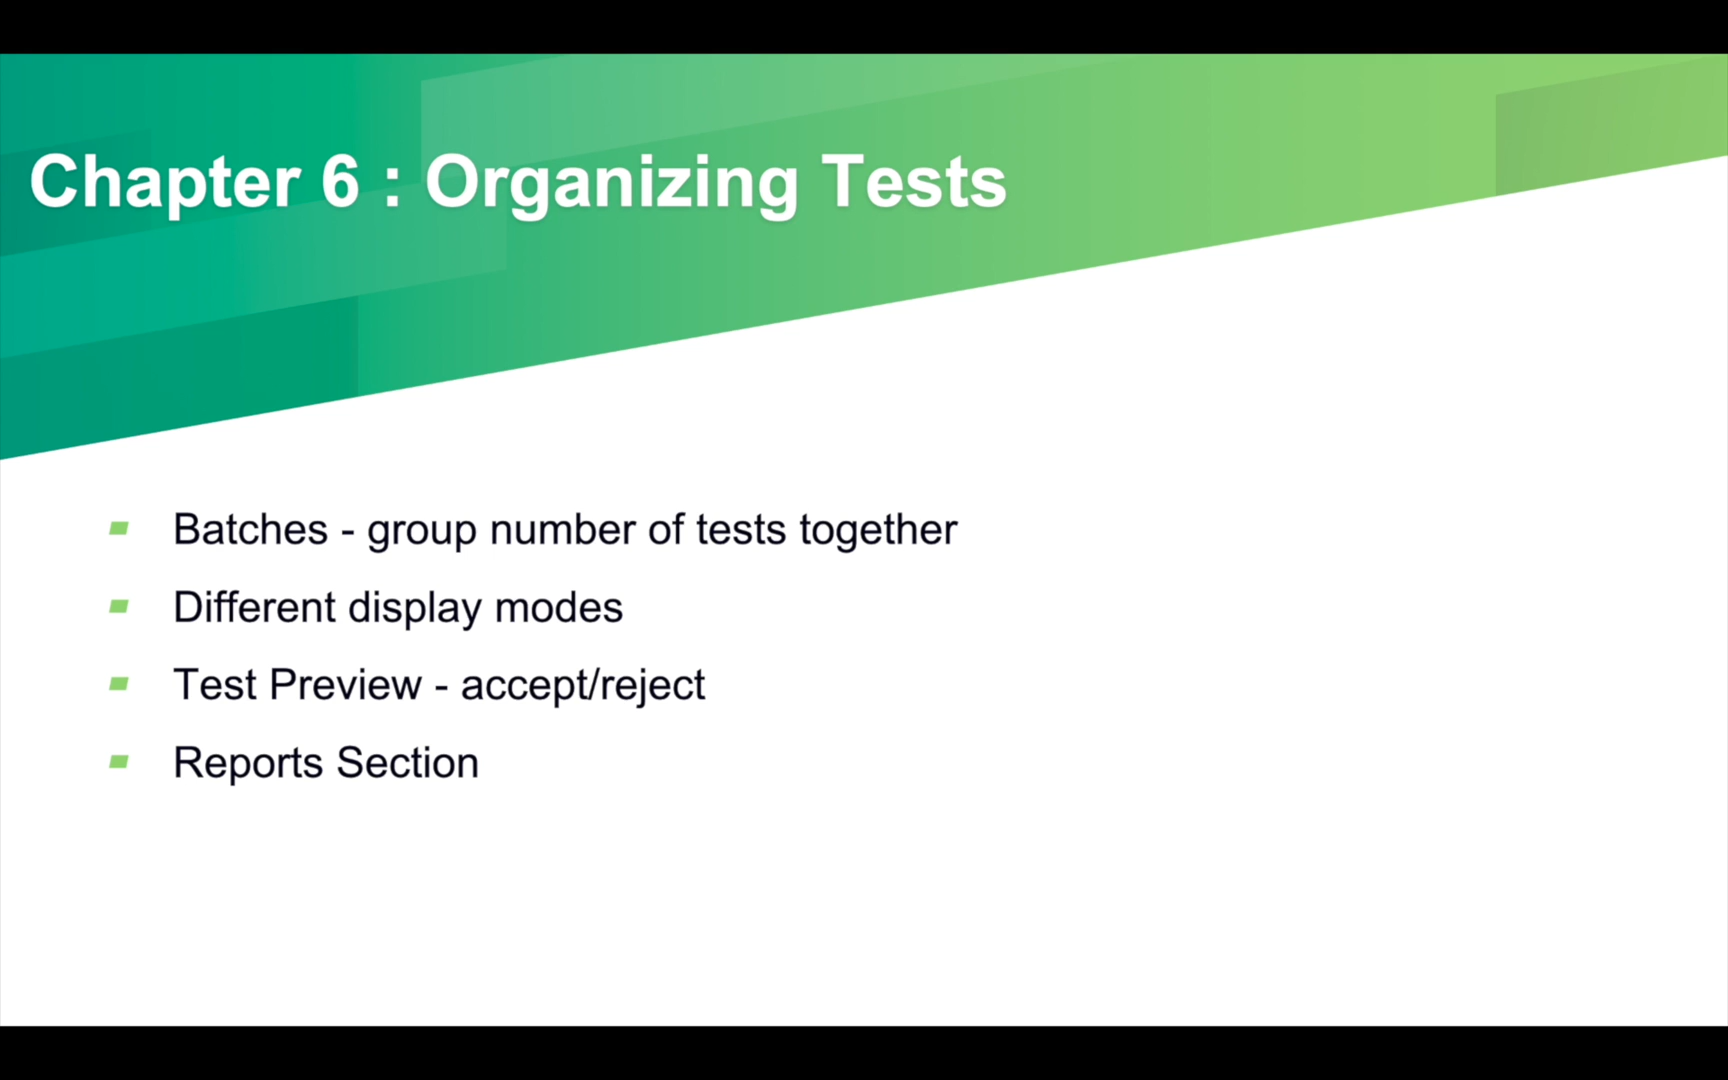 Chapter 6 : Organizing Tests
Batches - group number of tests together
Different display modes
Test Preview - accept/reject
Reports Section